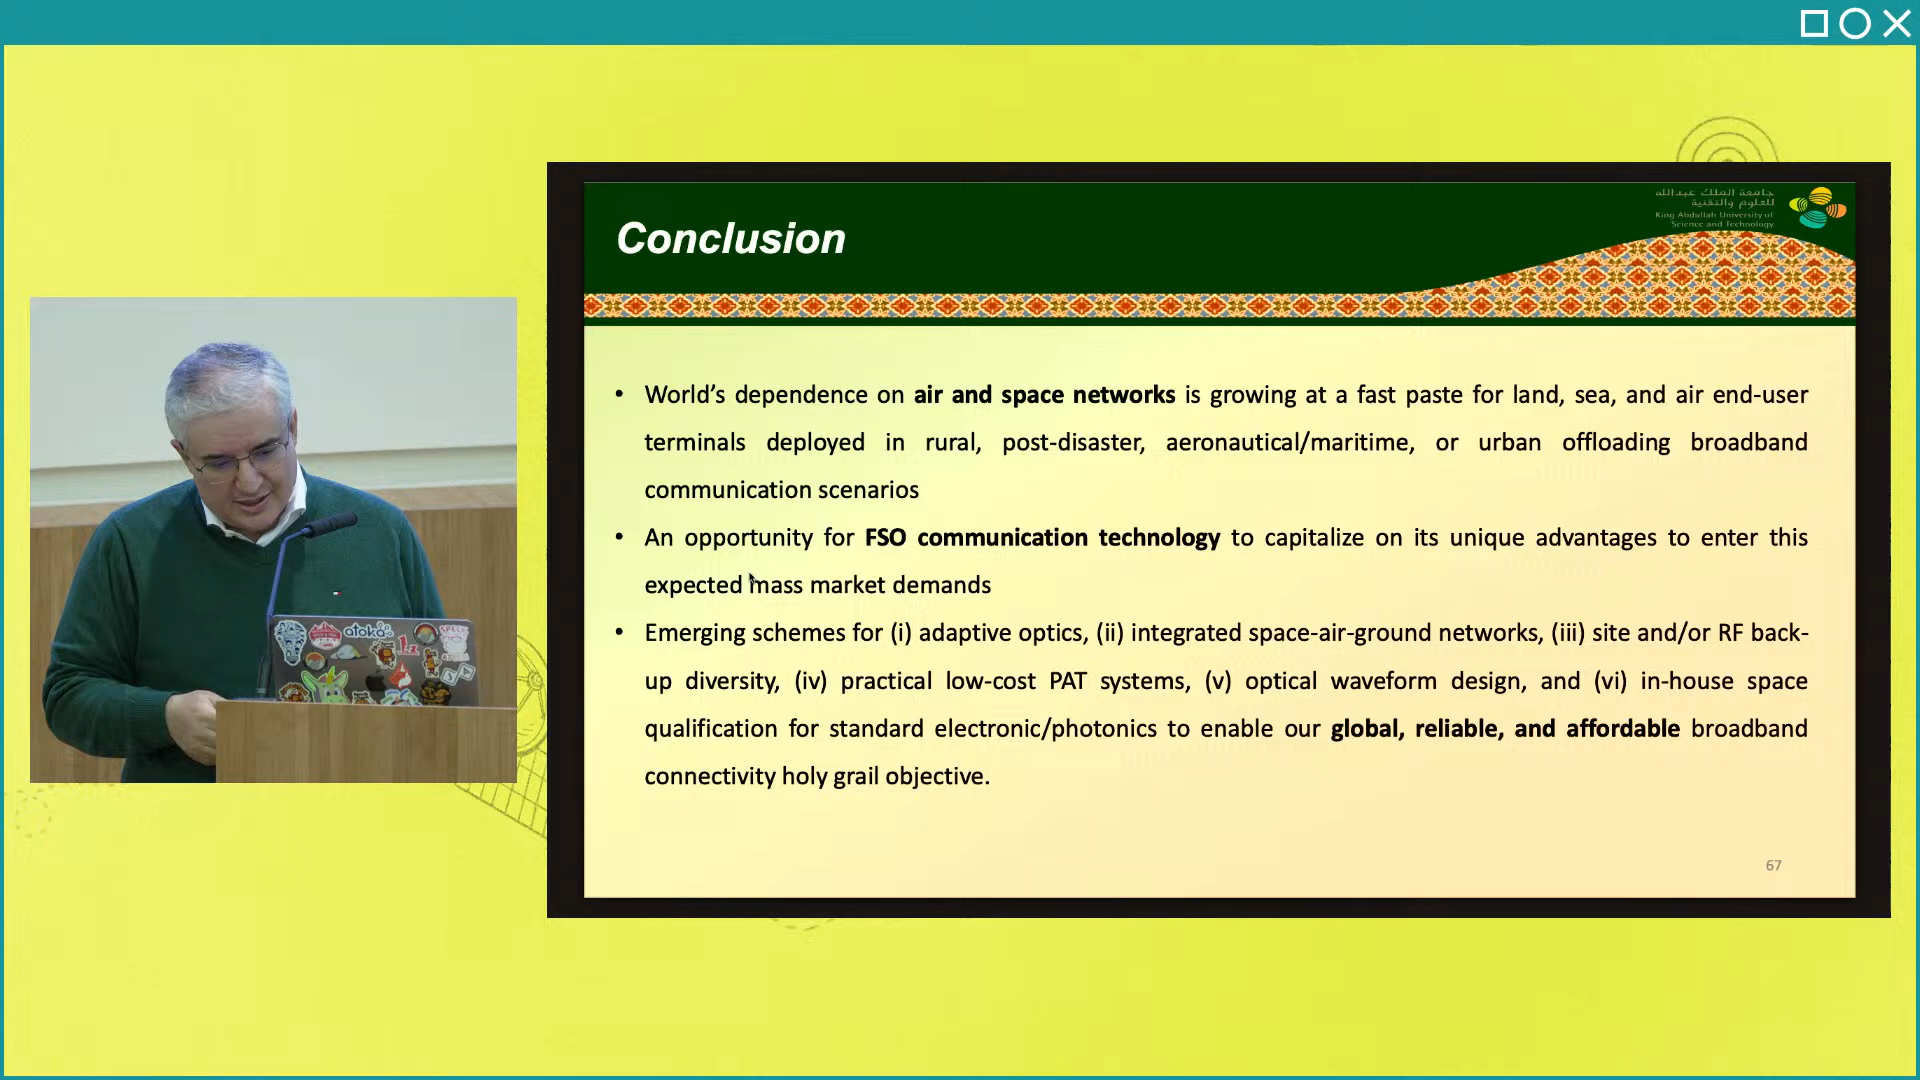 جامعة الملك عبدالله
للعلوم والتقنية
King Abdullah University of
Science and Technology
Conclusion
• World’s dependence on air and space networks is growing at a fast paste for land, sea, and air end-user
terminals deployed in rural, post-disaster, aeronautical/maritime, or urban offloading broadband
communication scenarios
• An opportunity for FSO communication technology to capitalize on its unique advantages to enter this
expected mass market demands
• Emerging schemes for (i) adaptive optics, (ii) integrated space-air-ground networks, (iii) site and/or RF back-
up diversity, (iv) practical low-cost PAT systems, (v) optical waveform design, and (vi) in-house space
qualification for standard electronic/photonics to enable our global, reliable, and affordable broadband
connectivity holy grail objective.
67
atoka